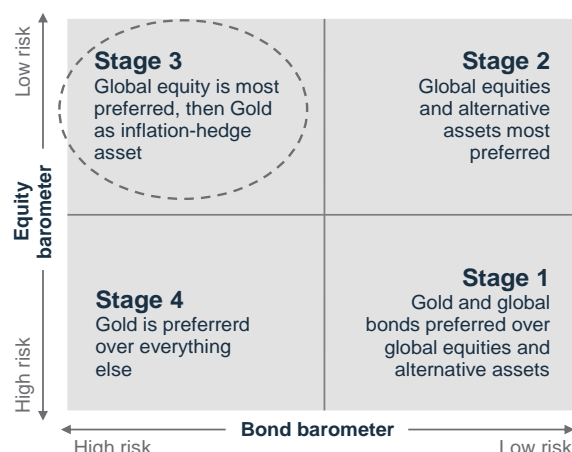 Low risk
Equity
barometer
High risk
Stage 3
Global equity is most
preferred, then Gold
as inflation-hedge
asset
Stage 2
Global equities
and alternative
assets most
preferred
Stage 4
Gold is preferrerd
over everything
else
Stage 1
Gold and global
bonds preferred over
global equities and
alternative assets
Bond barometer
High risk
Low risk